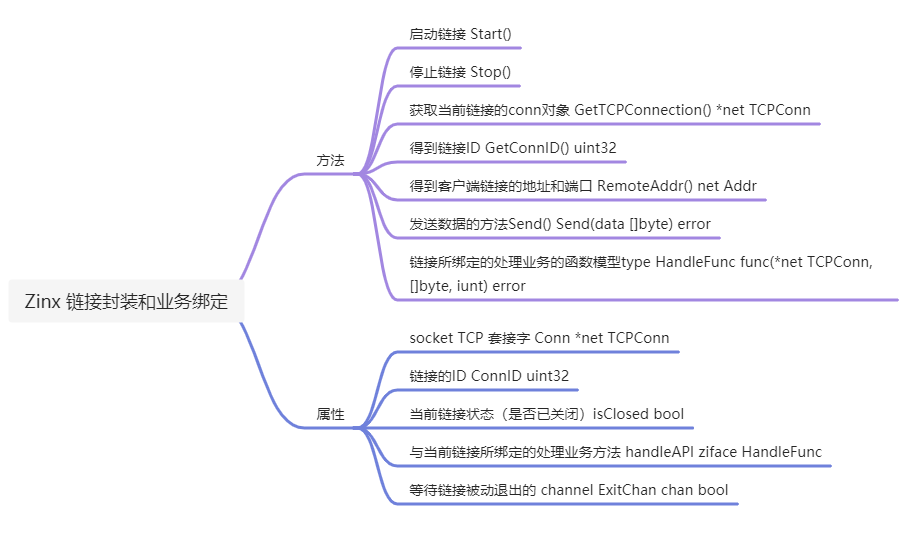 启动链接 Start()
停止链接 Stop()
获取当前链接的conn对象 GetTCPConnection() *net TCPConn
得到链接ID GetConnID() uint32
方法
得到客户端链接的地址和端口 RemoteAddr() net Addr
发送数据的方法Send() Send(data []byte) error
链接所绑定的处理业务的函数模型type HandleFunc func(*net TCPConn,
[]byte, iunt) error
Zinx 链接封装和业务绑定
socket TCP 套接字 Conn *net TCPConn
链接的ID ConnID uint32
属性
当前链接状态（是否已关闭）isClosed bool
与当前链接所绑定的处理业务方法 handleAPI ziface HandleFunc
等待链接被动退出的 channel ExitChan chan bool